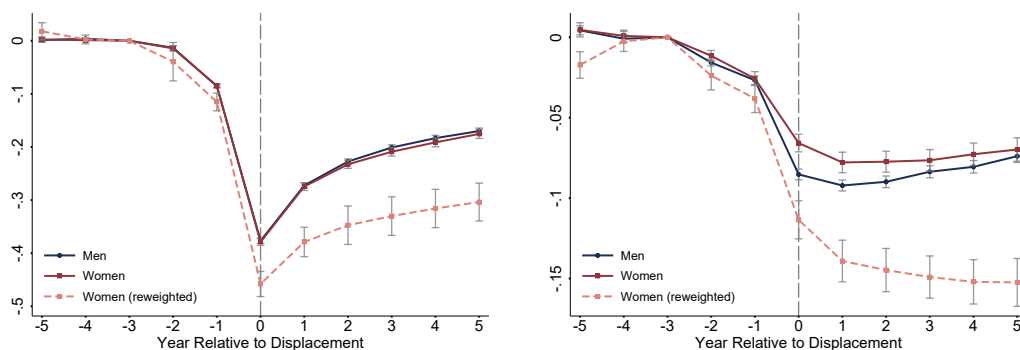 0
-.1
-.2
-.3
-.4
-.5
Men
Women
Women (reweighted)
-5 -4 -3 -2 -1 0 1 2 3 4 5
Year Relative to Displacement
0
-.05
-.1
-.15
Men
Women
Women (reweighted)
-5 -4 -3 -2 -1 0 1 2 3 4 5
Year Relative to Displacement